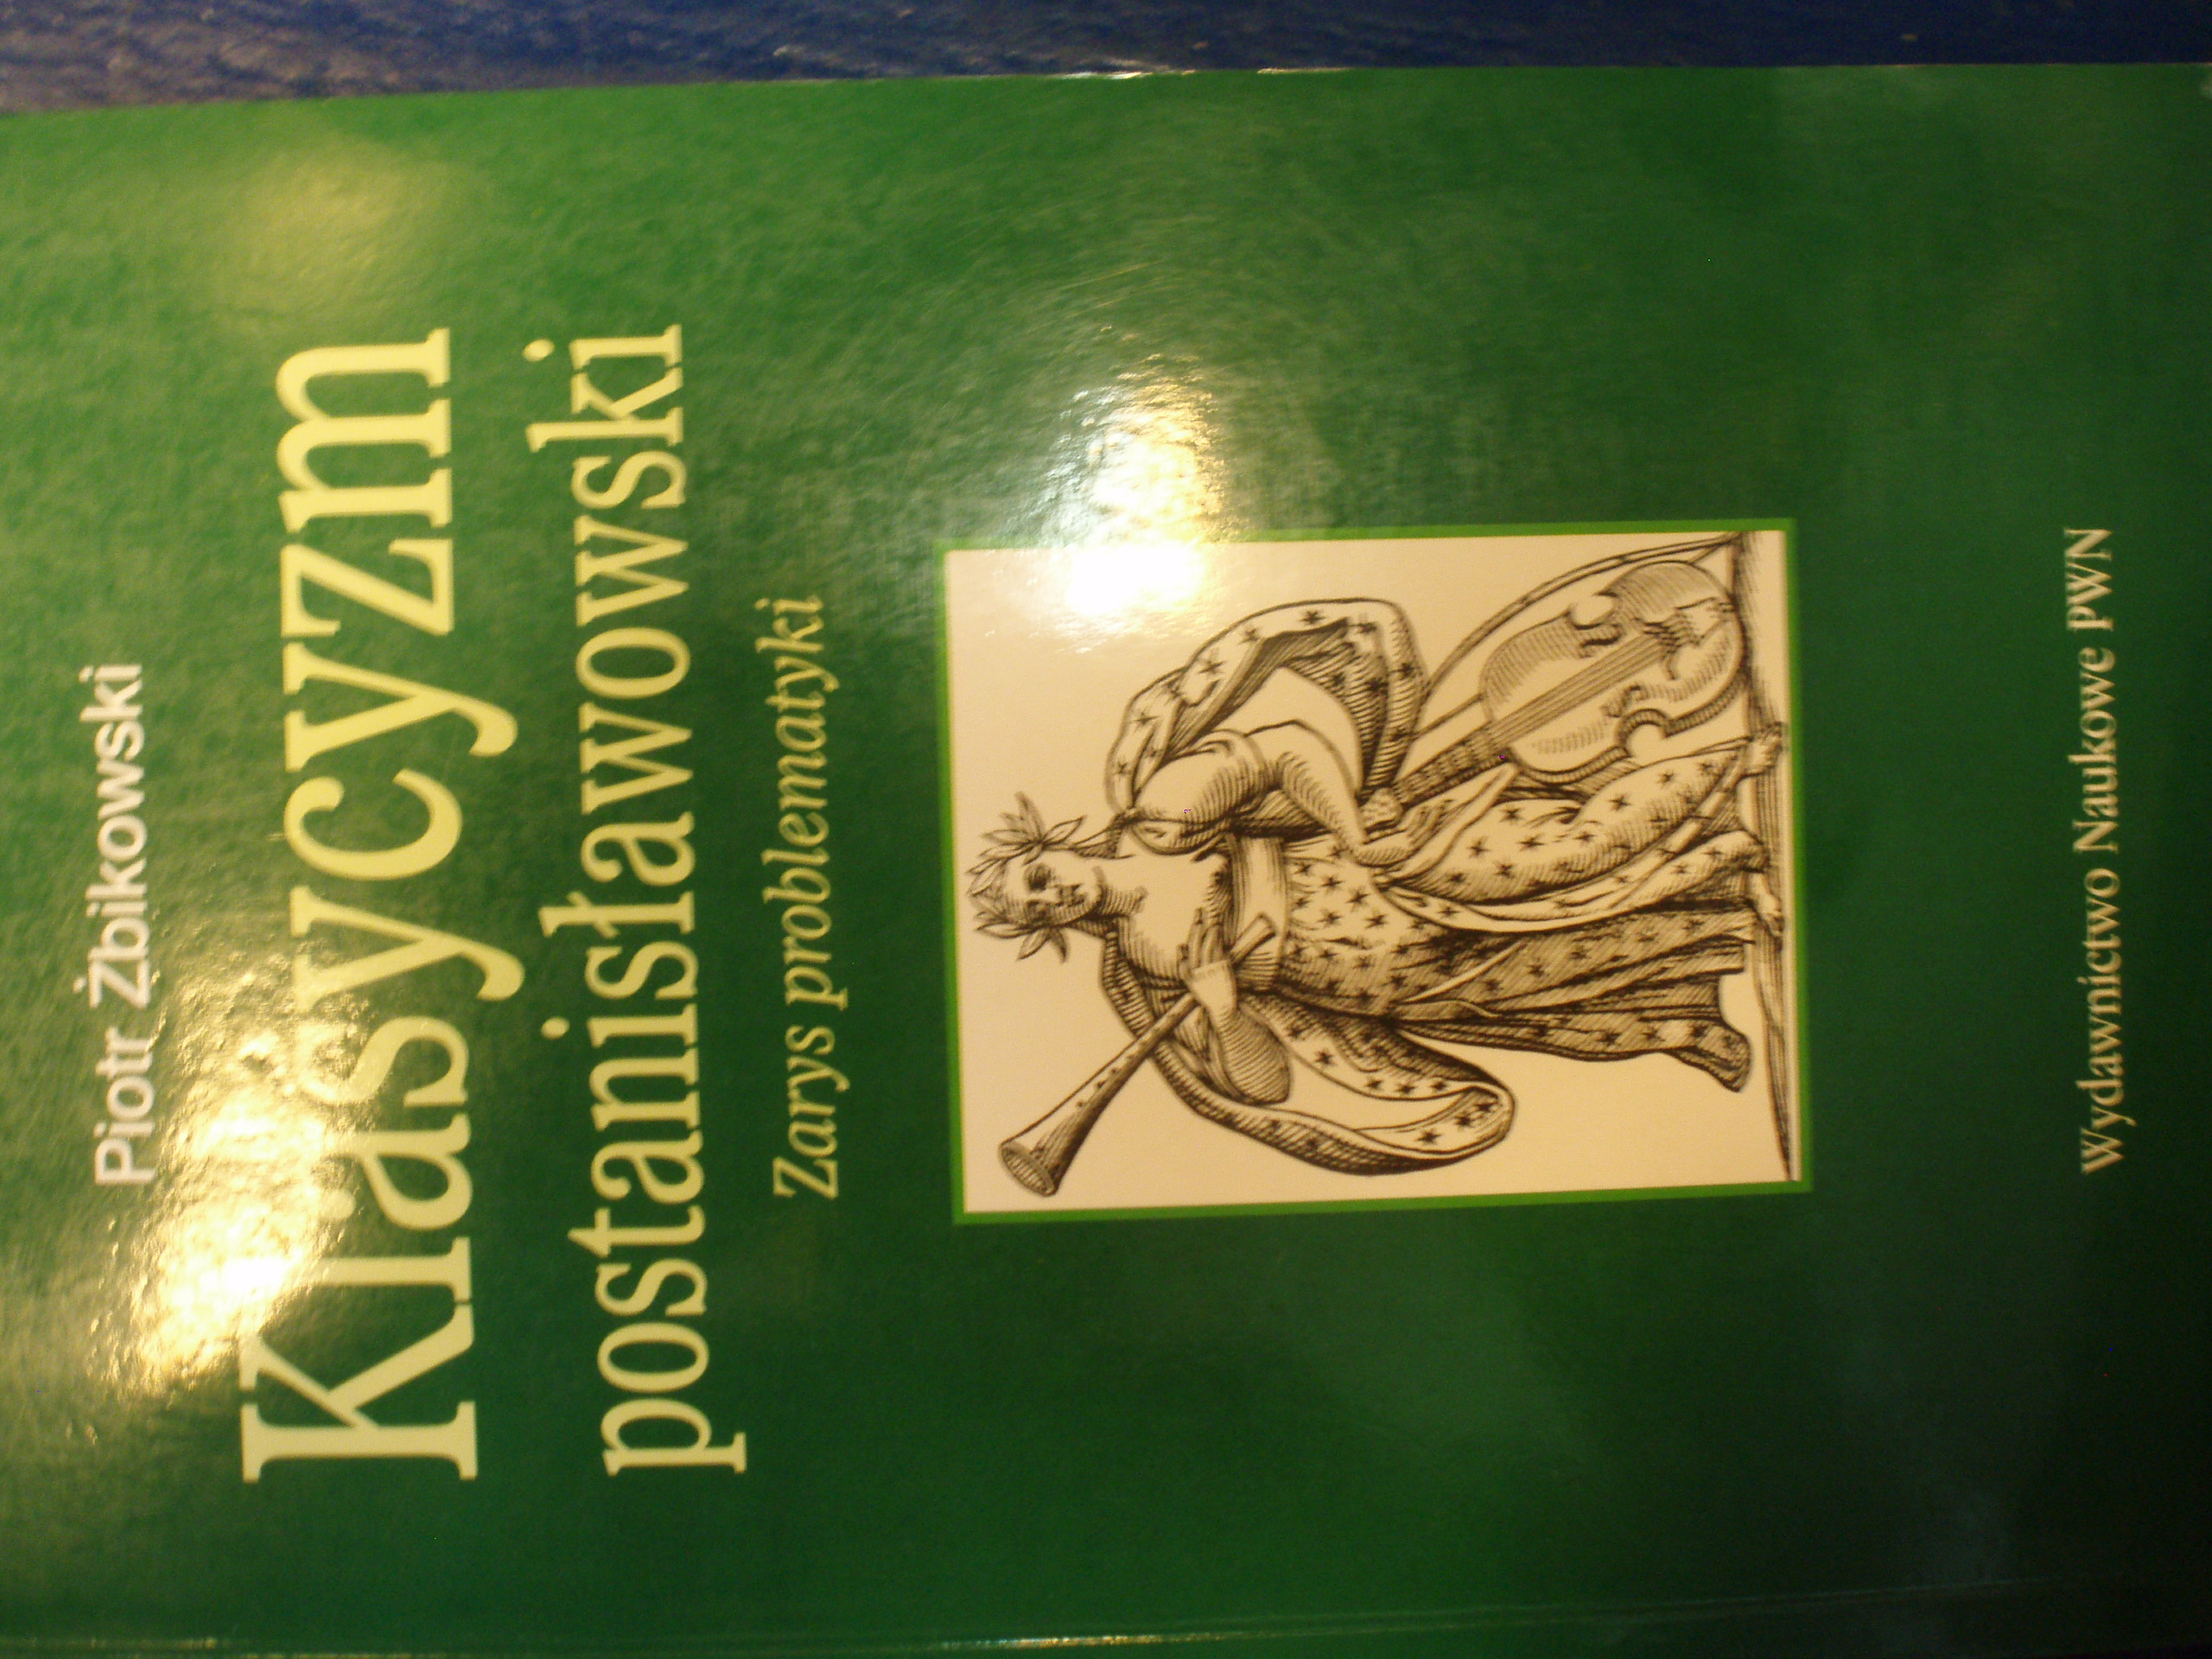 Piotr Żbikowski
Klasycyzm
postanisławowski
Zarys problematyki
Wydawnictwo Naukowe PWN